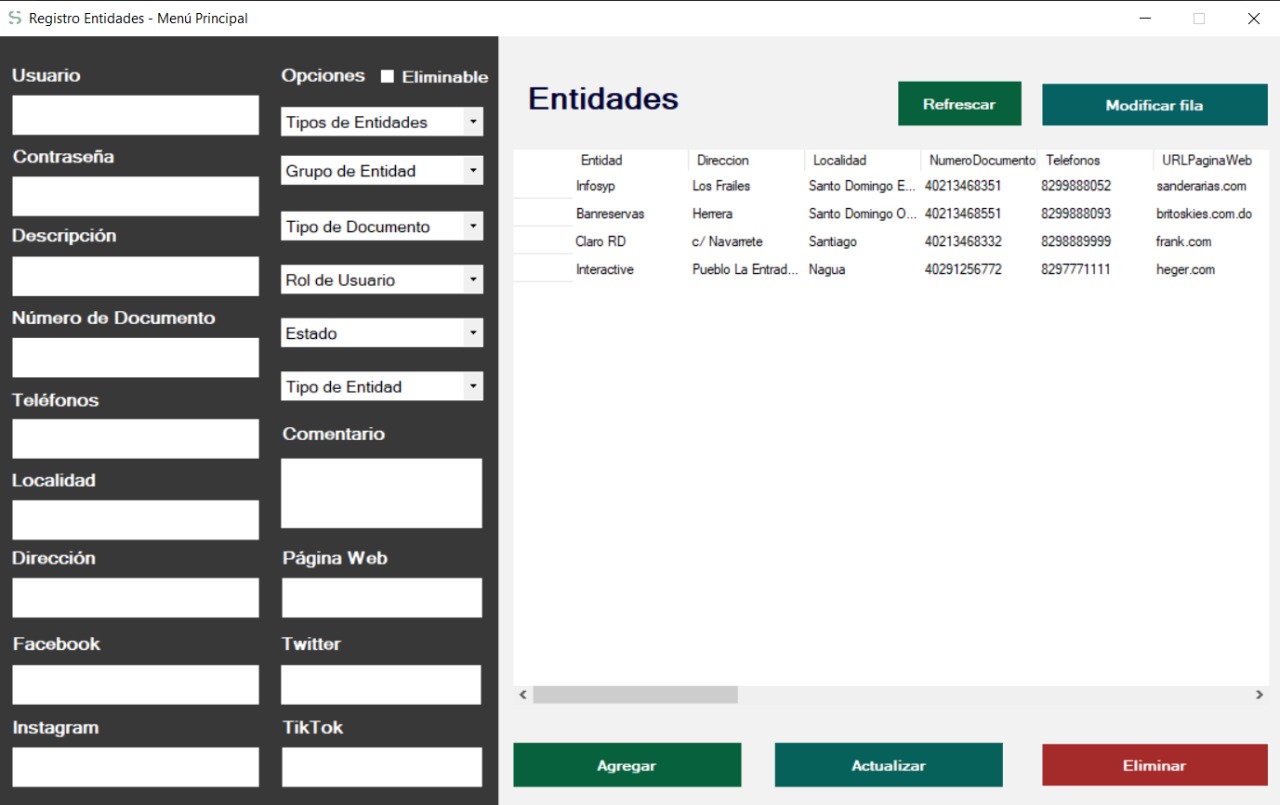 Registro Entidades - Menú Principal
Usuario
Contraseña
Descripción
Número de Documento
Teléfonos
Localidad
Dirección
Facebook
Instagram
Opciones Eliminable
Tipos de Entidades
Grupo de Entidad
Tipo de Documento
Rol de Usuario
Estado
Tipo de Entidad
Comentario
Página Web
Twitter
TikTok
Entidades
Refrescar
Modificar fila
Entidad Direccion Localidad NumeroDocumento Telefonos URLPaginaWeb
Infosyp Los Frailes Santo Domingo E... 40213468351 8299888052 sanderarias.com
Banreservas Herrera Santo Domingo O... 40213468551 8299888093 britoskies.com.do
Claro RD c/ Navarrete Santiago 40213468332 8298889999 frank.com
Interactive Pueblo La Entrad... Nagua 40291256772 8297771111 heger.com
Agregar
Actualizar
Eliminar